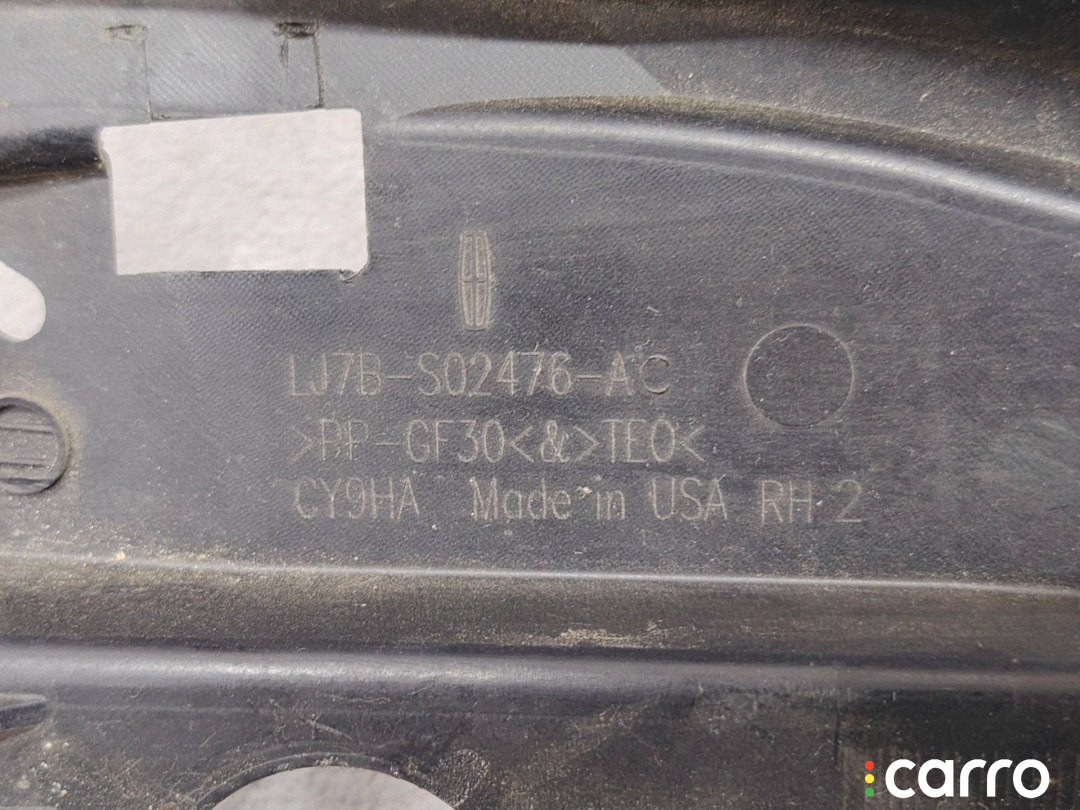 LJ7B-S02476-AC
>PP-GF30<&>TEO<
CY9HA Made in USA RH 2
carro